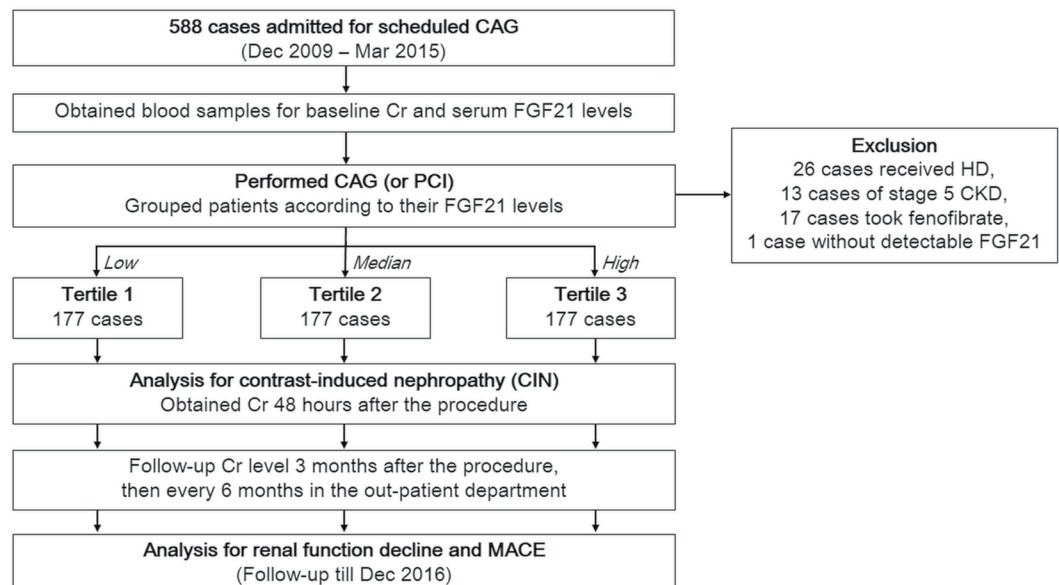 588 cases admitted for scheduled CAG
(Dec 2009 – Mar 2015)
Obtained blood samples for baseline Cr and serum FGF21 levels
Performed CAG (or PCI)
Grouped patients according to their FGF21 levels
Exclusion
26 cases received HD,
13 cases of stage 5 CKD,
17 cases took fenofibrate,
1 case without detectable FGF21
Low
Median
High
Tertile 1
177 cases
Tertile 2
177 cases
Tertile 3
177 cases
Analysis for contrast-induced nephropathy (CIN)
Obtained Cr 48 hours after the procedure
Follow-up Cr level 3 months after the procedure,
then every 6 months in the out-patient department
Analysis for renal function decline and MACE
(Follow-up till Dec 2016)